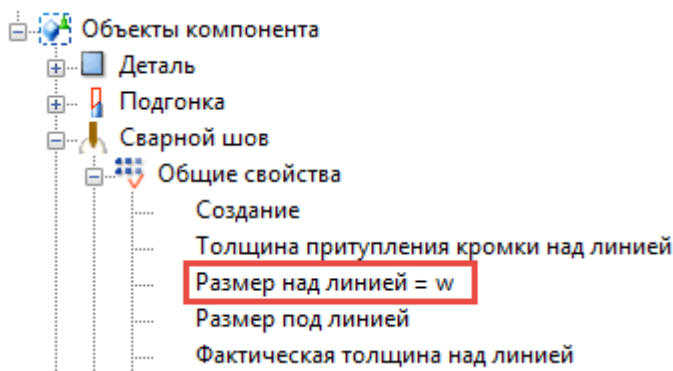 Объекты компонента
Деталь
Подгонка
Сварной шов
Общие свойства
Создание
Толщина притупления кромки над линией
Размер над линией = w
Размер под линией
Фактическая толщина над линией